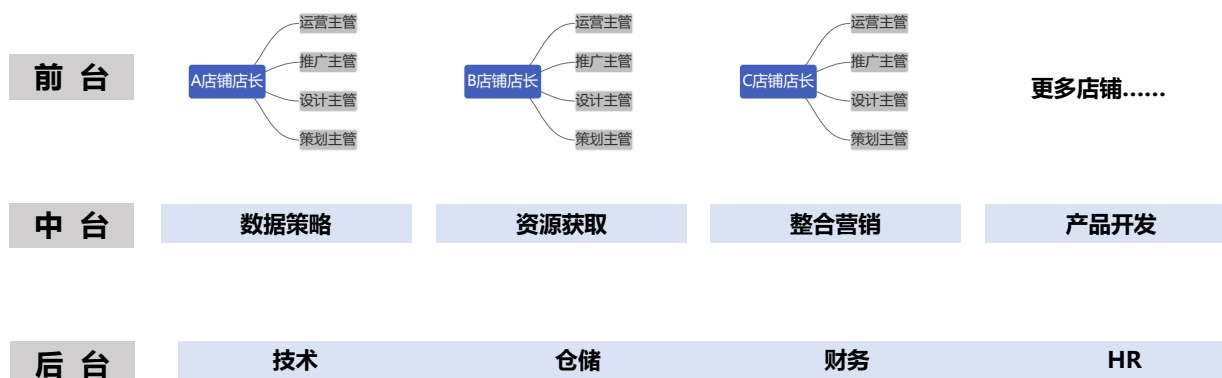 前 台
A店铺店长
运营主管
推广主管
设计主管
策划主管
B店铺店长
运营主管
推广主管
设计主管
策划主管
C店铺店长
运营主管
推广主管
设计主管
策划主管
更多店铺……
中 台
数据策略
资源获取
整合营销
产品开发
后 台
技术
仓储
财务
HR